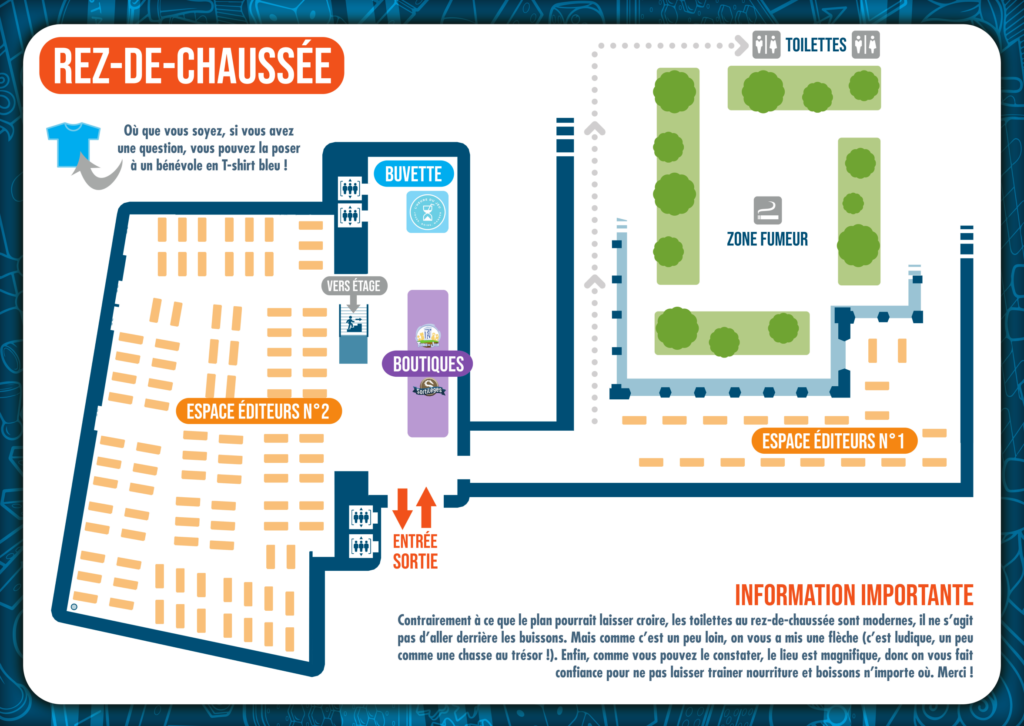 REZ-DE-CHAUSSÉE
TOILETTES
Où que vous soyez, si vous avez
une question, vous pouvez la poser
à un bénévole en T-shirt bleu !
BUVETTE
ZONE FUMEUR
VERS ÉTAGE
BOUTIQUES
Sortilèges
ESPACE ÉDITEURS N°2
ESPACE ÉDITEURS N°1
ENTRÉE
SORTIE
INFORMATION IMPORTANTE
Contrairement à ce que le plan pourrait laisser croire, les toilettes au rez-de-chaussée sont modernes, il ne s’agit
pas d’aller derrière les buissons. Mais comme c’est un peu loin, on vous a mis une flèche (c’est ludique, un peu
comme une chasse au trésor !). Enfin, comme vous pouvez le constater, le lieu est magnifique, donc on vous fait
confiance pour ne pas laisser trainer nourriture et boissons n’importe où. Merci !